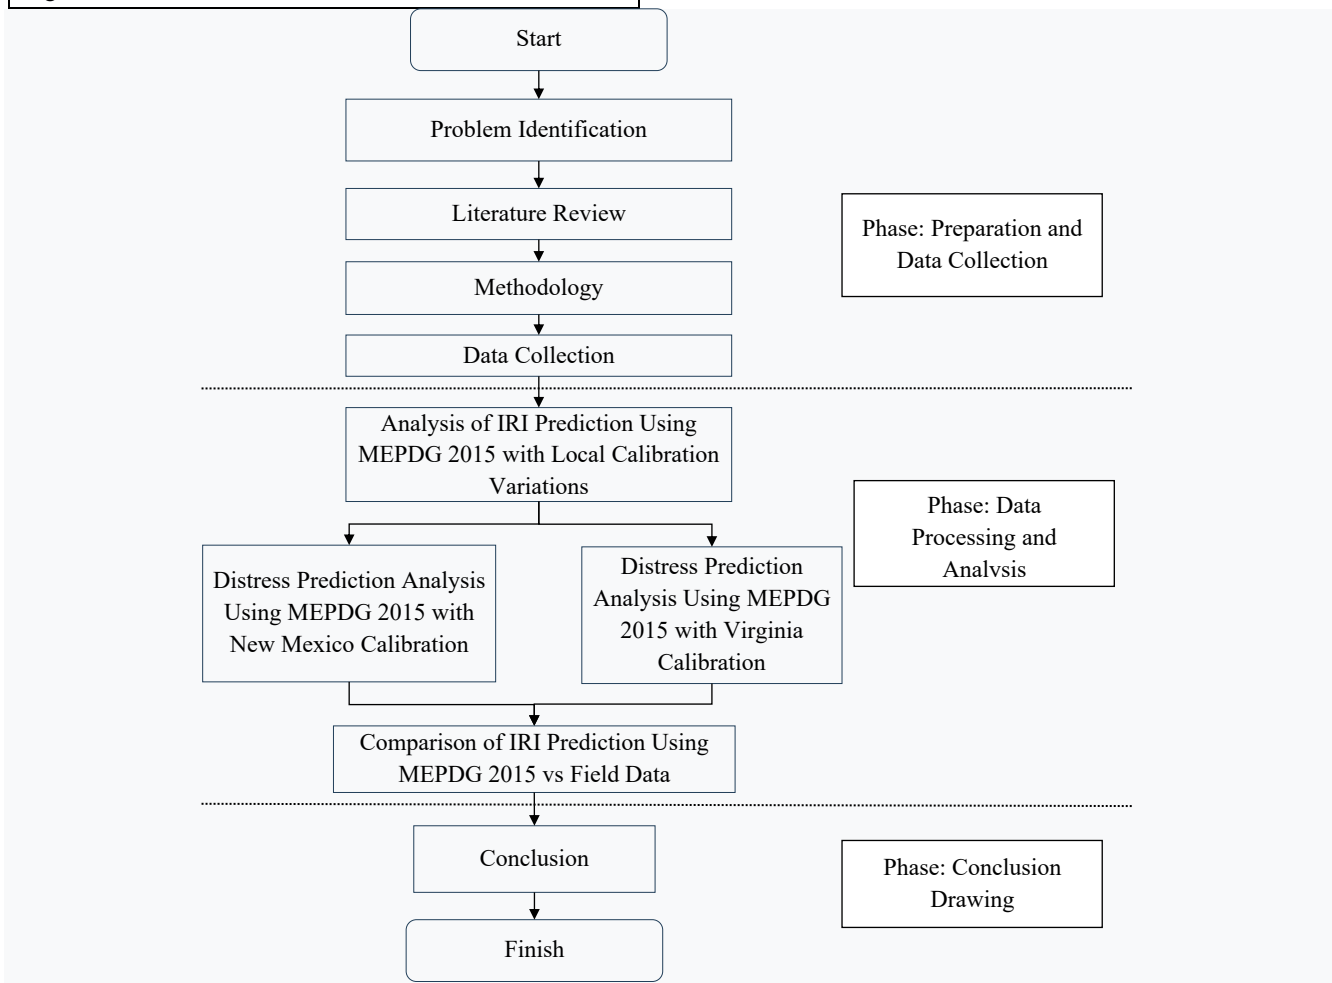 Start
Problem Identification
Literature Review
Phase: Preparation and
Data Collection
Methodology
Data Collection
Analysis of IRI Prediction Using
MEPDG 2015 with Local Calibration
Variations
Phase: Data
Processing and
Analysis
Distress Prediction Analysis
Using MEPDG 2015 with
New Mexico Calibration
Distress Prediction
Analysis Using MEPDG
2015 with Virginia
Calibration
Comparison of IRI Prediction Using
MEPDG 2015 vs Field Data
Conclusion
Phase: Conclusion
Drawing
Finish